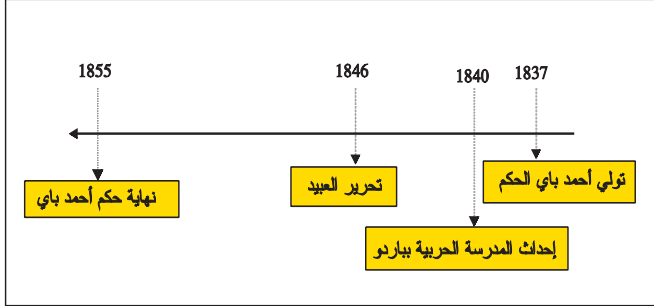 1837
1840
1846
1855
تولي أحمد باي الحكم
تحرير العبيد
نهاية حكم أحمد باي
إحداث المدرسة الحربية بباردو